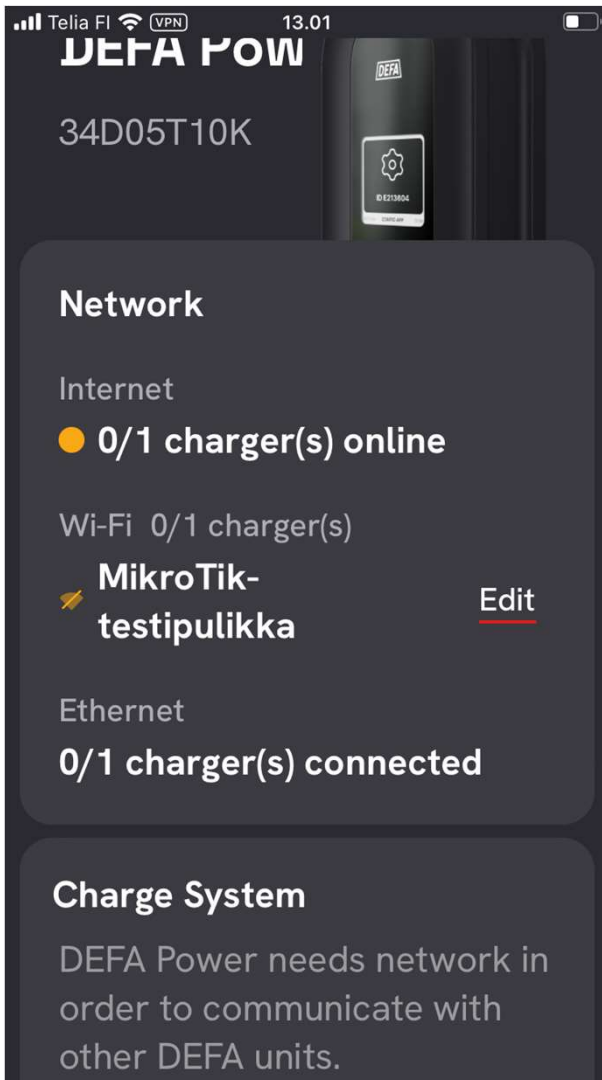 Telia FI VPN 13.01
DEFA Pow
DEFA
34D05T10K
ID E213804
Network
Internet
0/1 charger(s) online
Wi-Fi 0/1 charger(s)
MikroTik-
testipulikka
Edit
Ethernet
0/1 charger(s) connected
Charge System
DEFA Power needs network in
order to communicate with
other DEFA units.